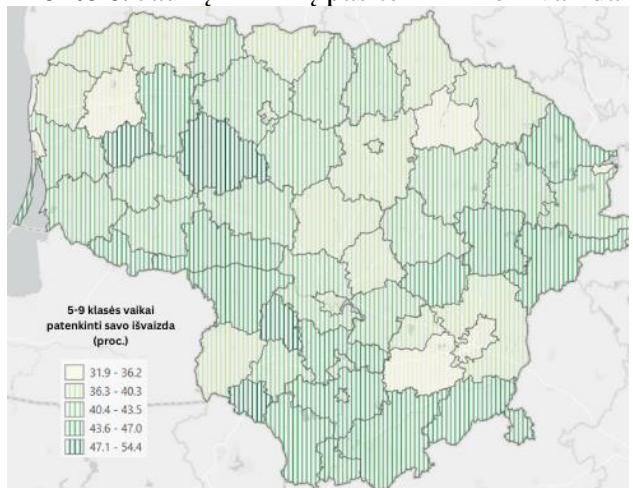 5-9 klasės vaikai
patenkinti savo išvaizda
(proc.)
31.9 - 36.2
36.3 - 40.3
40.4 - 43.5
43.6 - 47.0
47.1 - 54.4